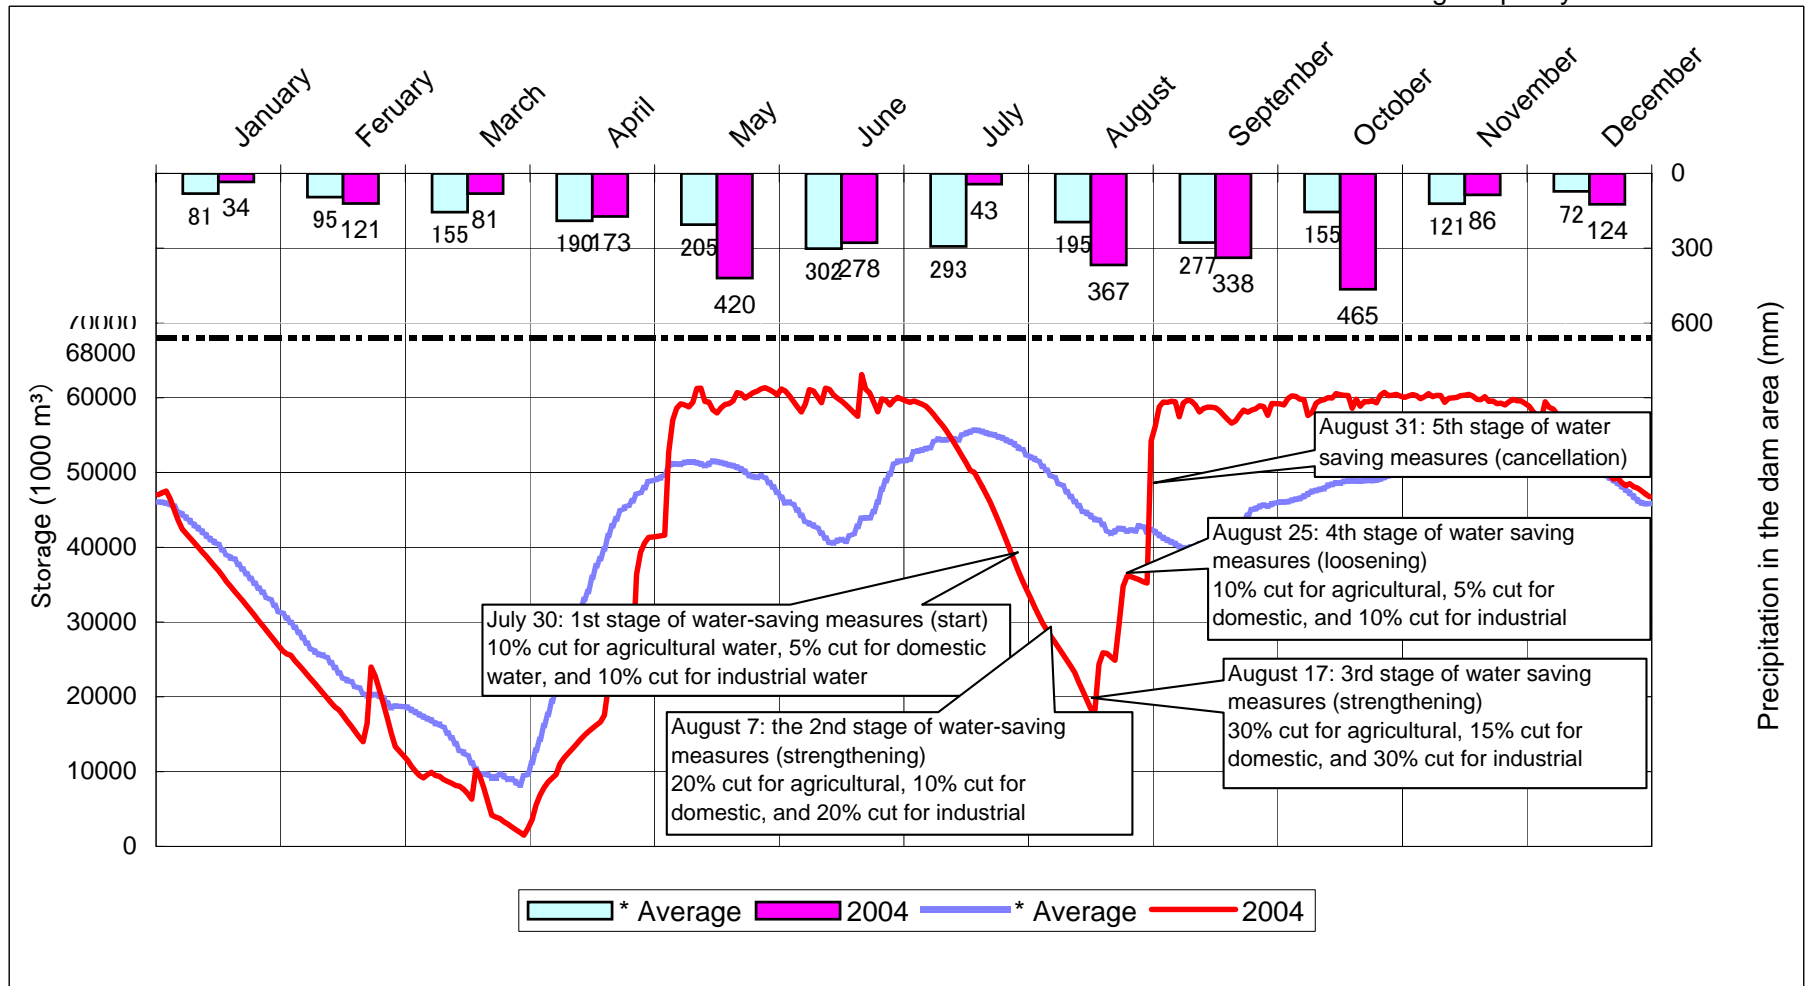 January
Feruary
March
April
May
June
July
August
September
October
November
December
81
34
95
121
155
81
190
173
205
420
302
278
293
43
195
367
277
338
155
465
121
86
72
124
0
300
600
Precipitation in the dam area (mm)
70000
68000
60000
50000
40000
30000
20000
10000
0
Storage (1000 m³)
August 31: 5th stage of water
saving measures (cancellation)
August 25: 4th stage of water saving
measures (loosening)
10% cut for agricultural, 5% cut for
domestic, and 10% cut for industrial
July 30: 1st stage of water-saving measures (start)
10% cut for agricultural water, 5% cut for domestic
water, and 10% cut for industrial water
August 17: 3rd stage of water saving
measures (strengthening)
30% cut for agricultural, 15% cut for
domestic, and 30% cut for industrial
August 7: the 2nd stage of water-saving
measures (strengthening)
20% cut for agricultural, 10% cut for
domestic, and 20% cut for industrial
* Average 2004 * Average 2004